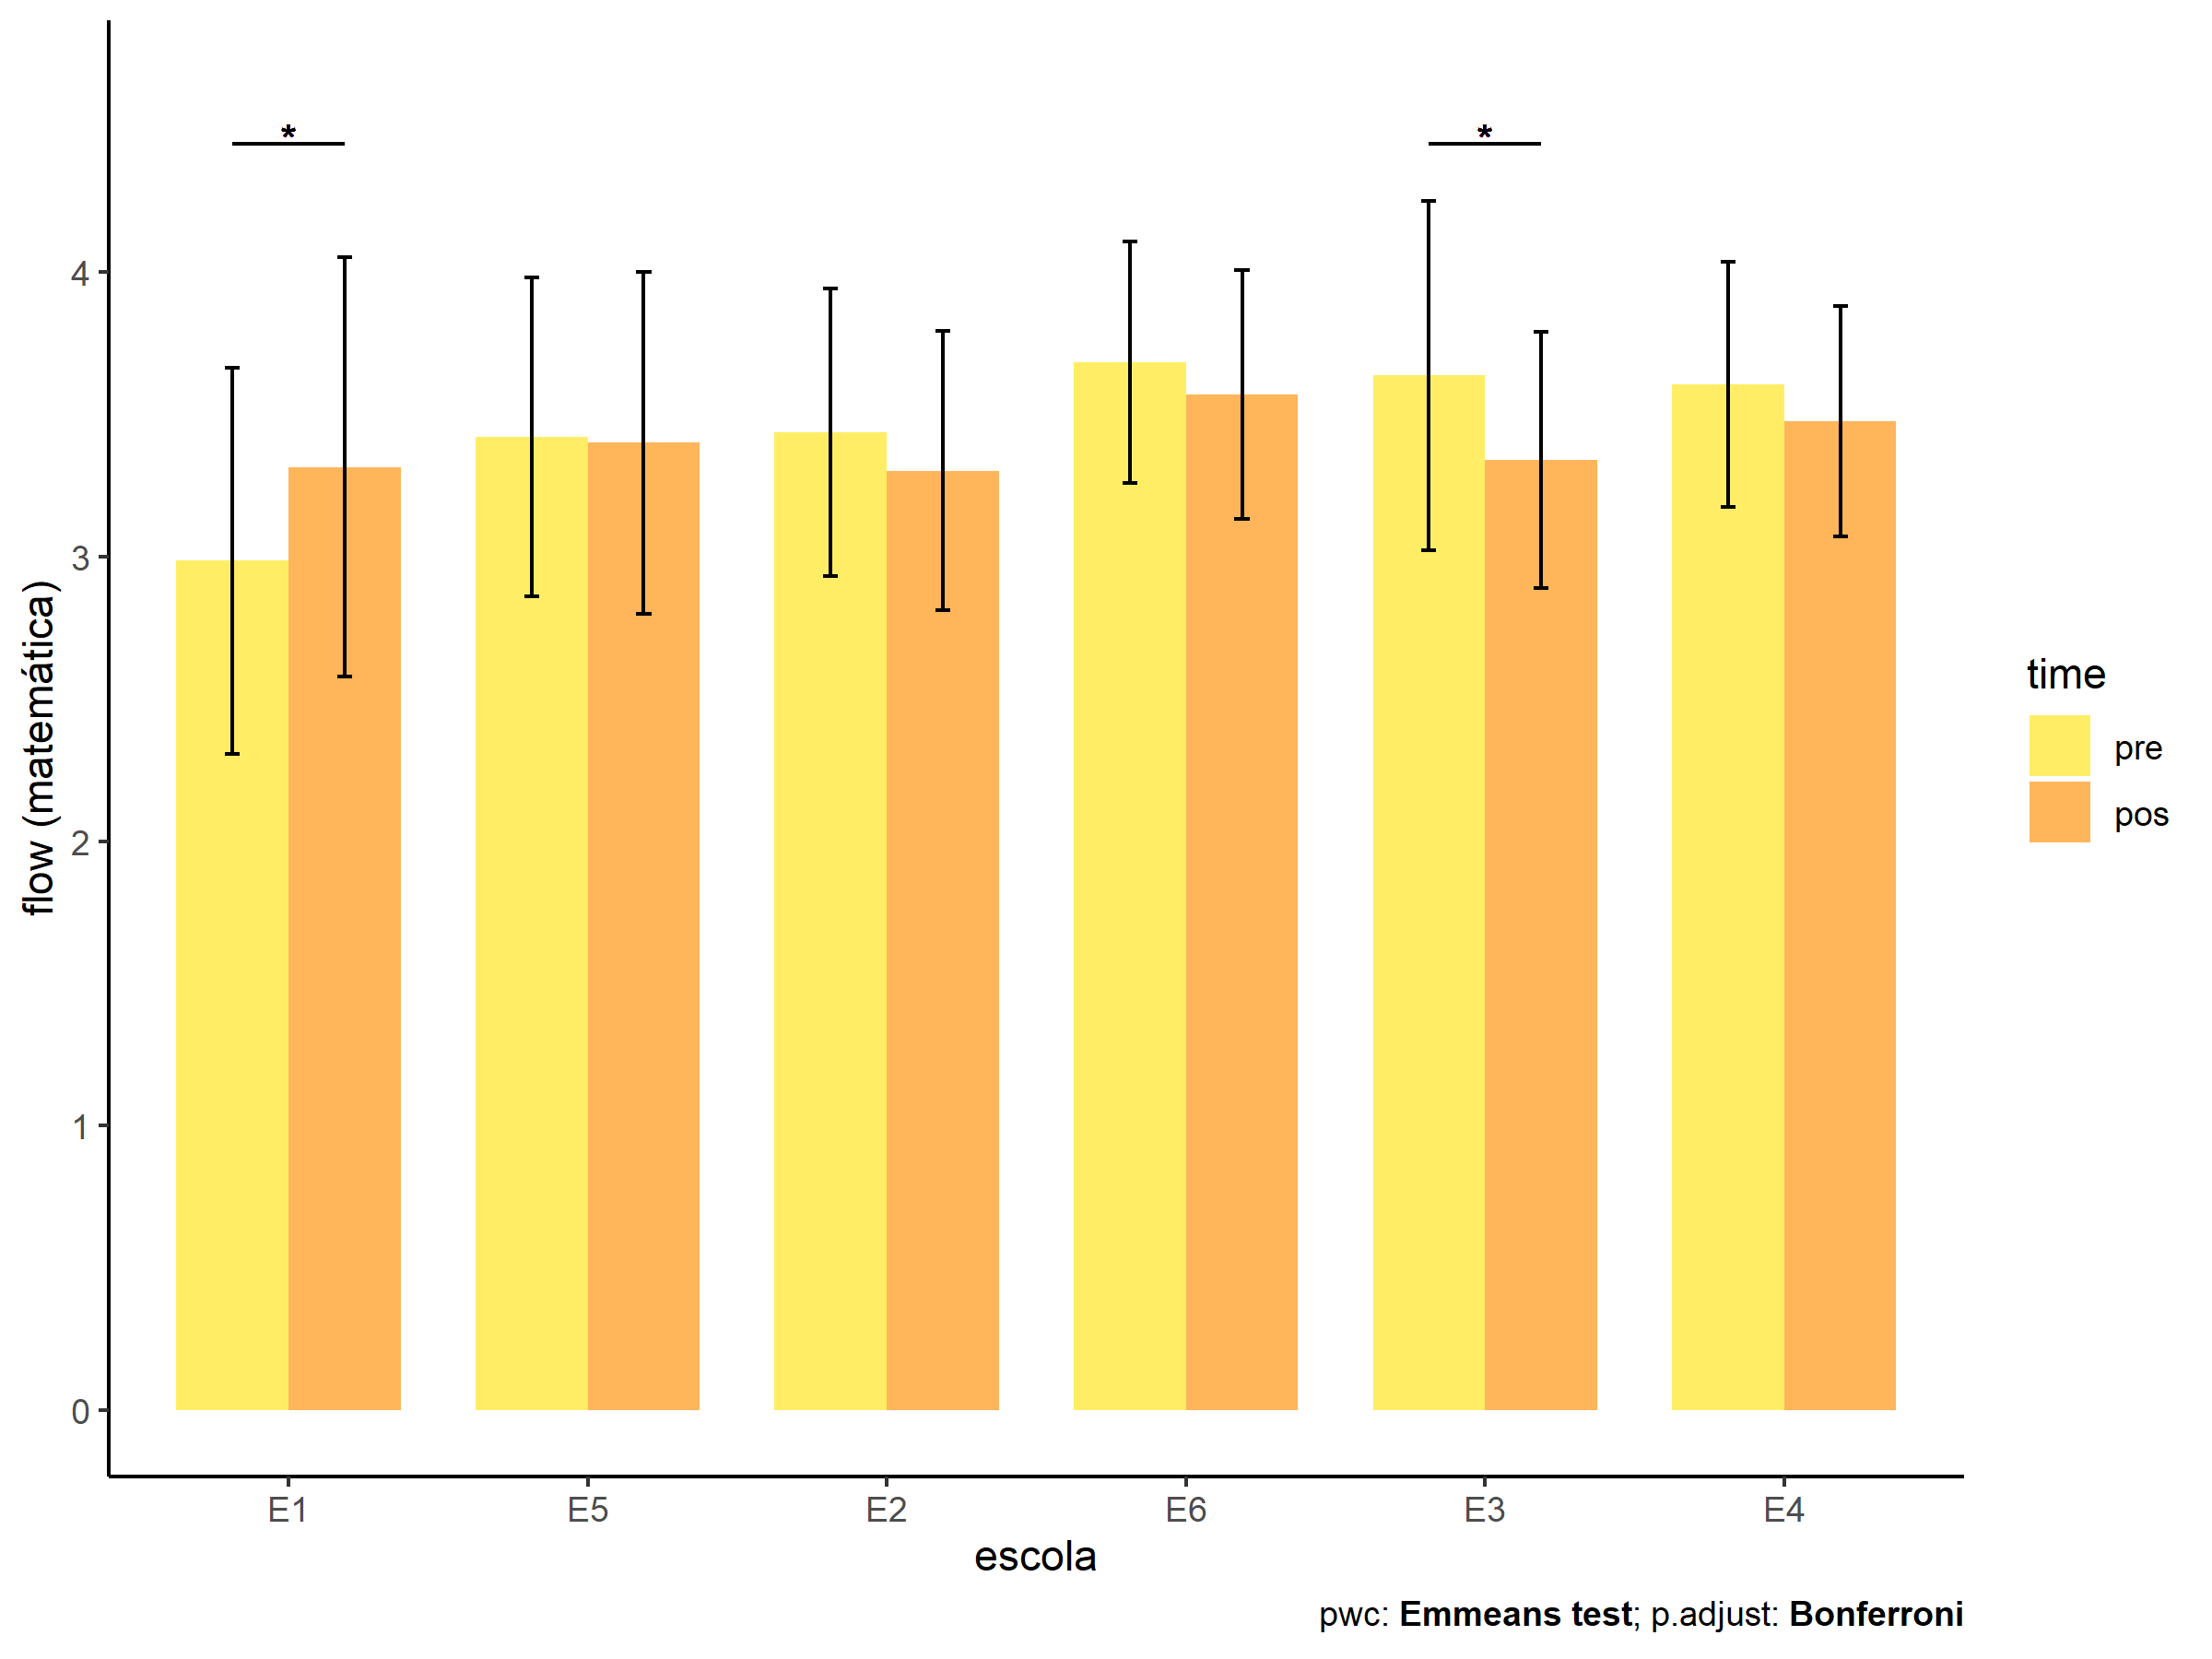 *
*
4
3
2
1
0
flow (matemática)
E1 E5 E2 E6 E3 E4
escola
time
pre
pos
pwc: Emmeans test; p.adjust: Bonferroni